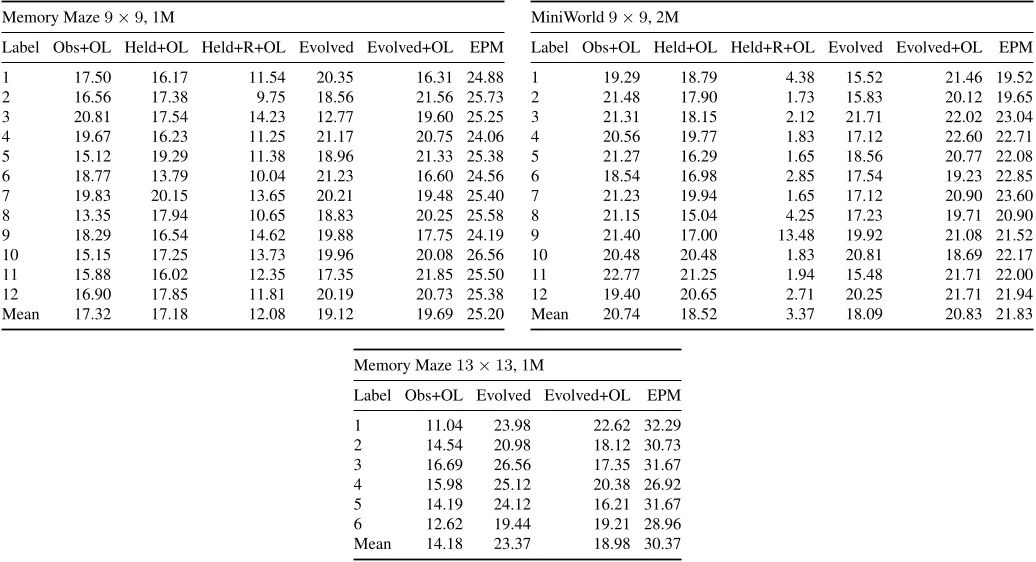 Memory Maze 9 × 9, 1M
Label Obs+OL Held+OL Held+R+OL Evolved Evolved+OL EPM
1 17.50 16.17 11.54 20.35 16.31 24.88
2 16.56 17.38 9.75 18.56 21.56 25.73
3 20.81 17.54 14.23 12.77 19.60 25.25
4 19.67 16.23 11.25 21.17 20.75 24.06
5 15.12 19.29 11.38 18.96 21.33 25.38
6 18.77 13.79 10.04 21.23 16.60 24.56
7 19.83 20.15 13.65 20.21 19.48 25.40
8 13.35 17.94 10.65 18.83 20.25 25.58
9 18.29 16.54 14.62 19.88 17.75 24.19
10 15.15 17.25 13.73 19.96 20.08 26.56
11 15.88 16.02 12.35 17.35 21.85 25.50
12 16.90 17.85 11.81 20.19 20.73 25.38
Mean 17.32 17.18 12.08 19.12 19.69 25.20
MiniWorld 9 × 9, 2M
Label Obs+OL Held+OL Held+R+OL Evolved Evolved+OL EPM
1 19.29 18.79 4.38 15.52 21.46 19.52
2 21.48 17.90 1.73 15.83 20.12 19.65
3 21.31 18.15 2.12 21.71 22.02 23.04
4 20.56 19.77 1.83 17.12 22.60 22.71
5 21.27 16.29 1.65 18.56 20.77 22.08
6 18.54 16.98 2.85 17.54 19.23 22.85
7 21.23 19.94 1.65 17.12 20.90 23.60
8 21.15 15.04 4.25 17.23 19.71 20.90
9 21.40 17.00 13.48 19.92 21.08 21.52
10 20.48 20.48 1.83 20.81 18.69 22.17
11 22.77 21.25 1.94 15.48 21.71 22.00
12 19.40 20.65 2.71 20.25 21.71 21.94
Mean 20.74 18.52 3.37 18.09 20.83 21.83
Memory Maze 13 × 13, 1M
Label Obs+OL Evolved Evolved+OL EPM
1 11.04 23.98 22.62 32.29
2 14.54 20.98 18.12 30.73
3 16.69 26.56 17.35 31.67
4 15.98 25.12 20.38 26.92
5 14.19 24.12 16.21 31.67
6 12.62 19.44 19.21 28.96
Mean 14.18 23.37 18.98 30.37